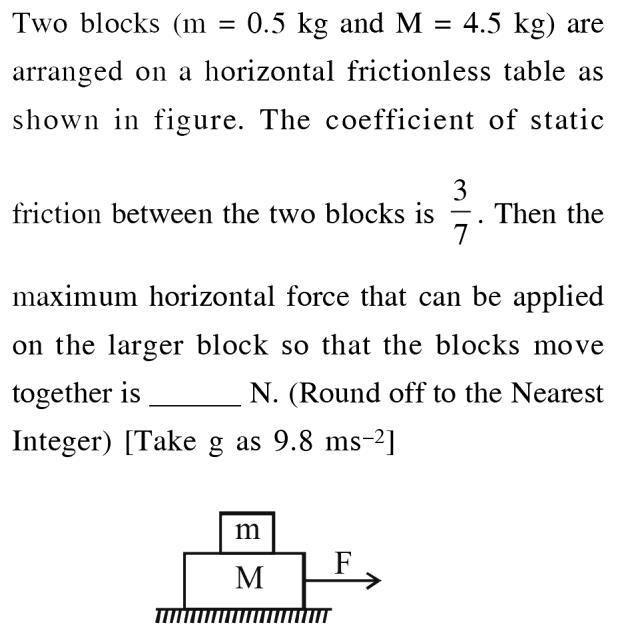 Two blocks (m = 0.5 kg and M = 4.5 kg) are
arranged on a horizontal frictionless table as
shown in figure. The coefficient of static
friction between the two blocks is 3/7. Then the
maximum horizontal force that can be applied
on the larger block so that the blocks move
together is ______ N. (Round off to the Nearest
Integer) [Take g as 9.8 ms⁻²]
m
M
F